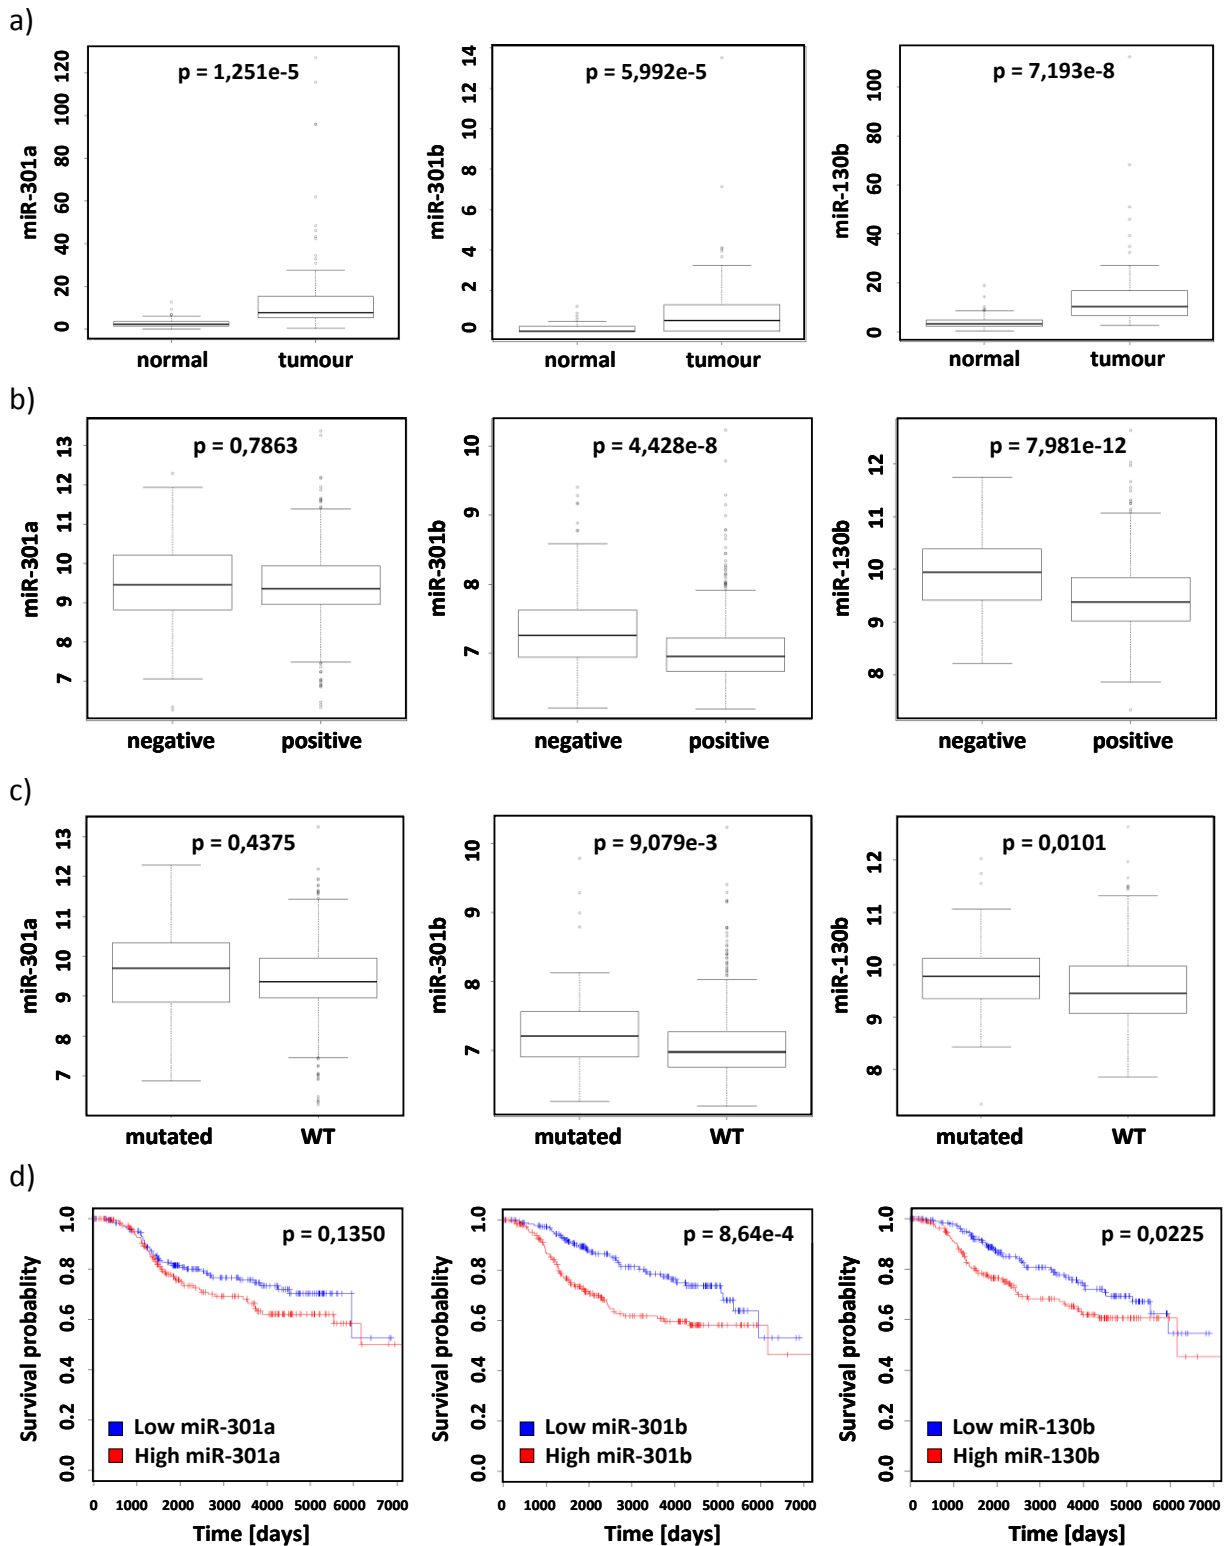 a)
p = 1,251e-5
miR-301a
0 20 40 60 80 100 120
normal tumour
p = 5,992e-5
miR-301b
0 2 4 6 8 10 12 14
normal tumour
p = 7,193e-8
miR-130b
0 20 40 60 80 100
normal tumour
b)
p = 0,7863
miR-301a
7 8 9 10 11 12 13
negative positive
p = 4,428e-8
miR-301b
7 8 9 10
negative positive
p = 7,981e-12
miR-130b
8 9 10 11 12
negative positive
c)
p = 0,4375
miR-301a
7 8 9 10 11 12 13
mutated WT
p = 9,079e-3
miR-301b
7 8 9 10
mutated WT
p = 0,0101
miR-130b
8 9 10 11 12
mutated WT
d)
p = 0,1350
Survival probablity
0.0 0.2 0.4 0.6 0.8 1.0
Low miR-301a
High miR-301a
0 1000 2000 3000 4000 5000 6000 7000
Time [days]
p = 8,64e-4
Survival probablity
0.0 0.2 0.4 0.6 0.8 1.0
Low miR-301b
High miR-301b
0 1000 2000 3000 4000 5000 6000 7000
Time [days]
p = 0,0225
Survival probablity
0.0 0.2 0.4 0.6 0.8 1.0
Low miR-130b
High miR-130b
0 1000 2000 3000 4000 5000 6000 7000
Time [days]